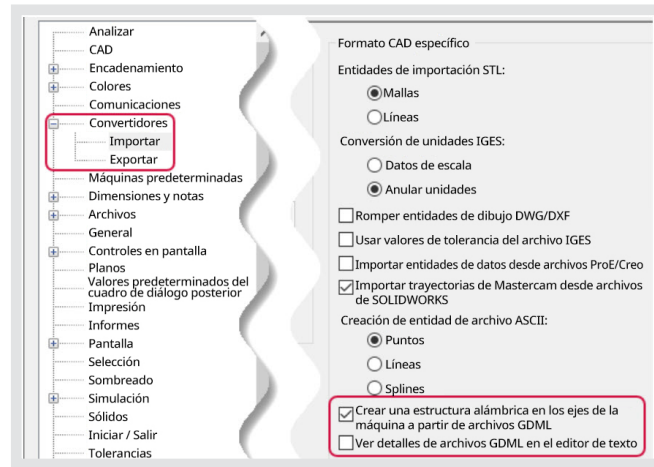 Analizar
CAD
Encadenamiento
Colores
Comunicaciones
Convertidores
Importar
Exportar
Máquinas predeterminadas
Dimensiones y notas
Archivos
General
Controles en pantalla
Planos
Valores predeterminados del
cuadro de diálogo posterior
Impresión
Informes
Pantalla
Selección
Sombreado
Simulación
Sólidos
Iniciar / Salir
Tolerancias
Formato CAD específico
Entidades de importación STL:
Mallas
Líneas
Conversión de unidades IGES:
Datos de escala
Anular unidades
Romper entidades de dibujo DWG/DXF
Usar valores de tolerancia del archivo IGES
Importar entidades de datos desde archivos ProE/Creo
Importar trayectorias de Mastercam desde archivos
de SOLIDWORKS
Creación de entidad de archivo ASCII:
Puntos
Líneas
Splines
Crear una estructura alámbrica en los ejes de la
máquina a partir de archivos GDML
Ver detalles de archivos GDML en el editor de texto